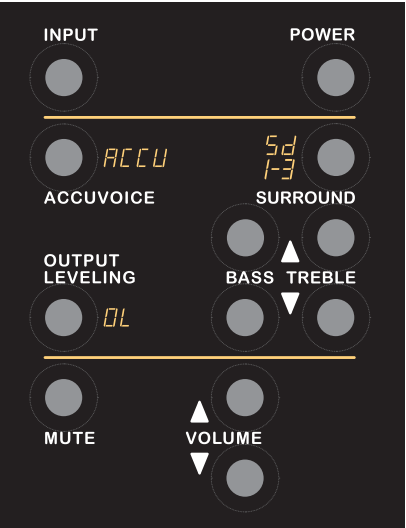 INPUT
POWER
ACCU
Sd
1-3
ACCUVOICE
SURROUND
OUTPUT
LEVELING
BASS TREBLE
OL
MUTE
VOLUME